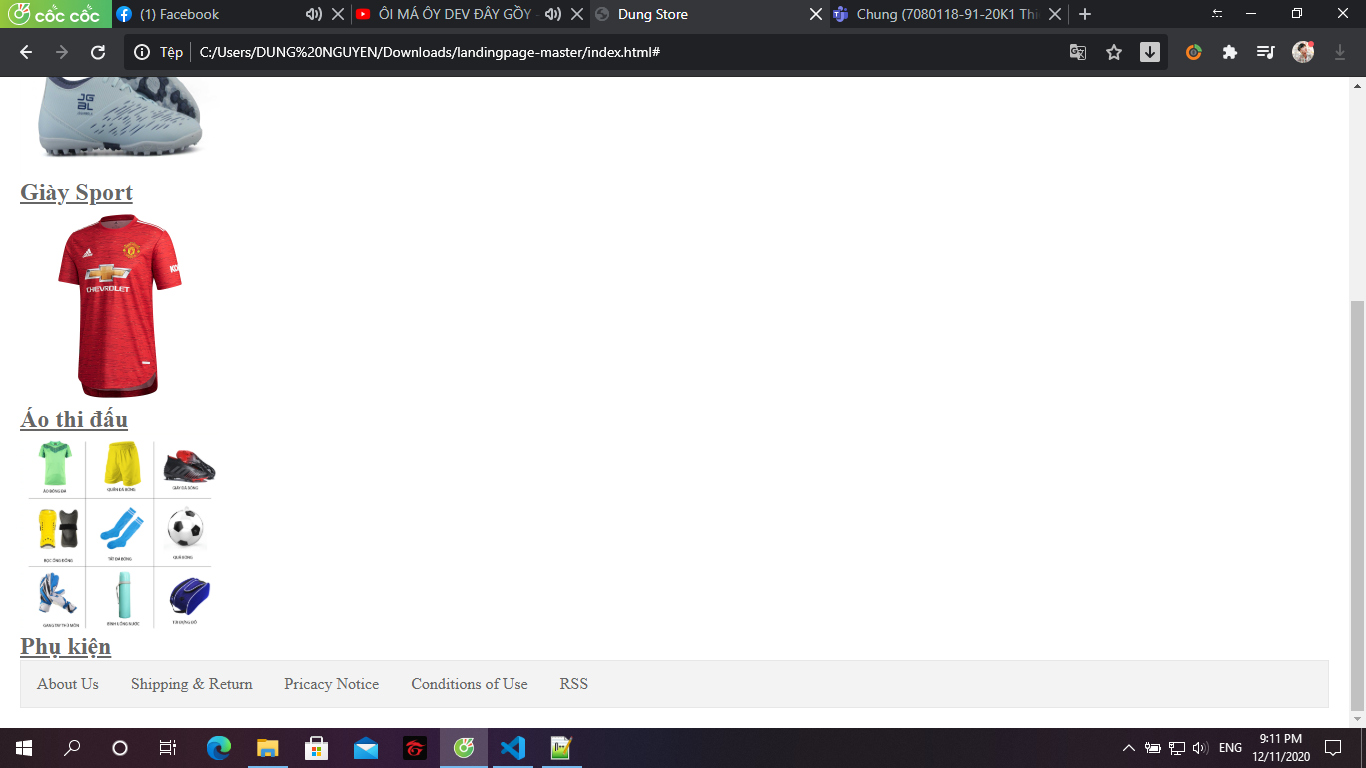 cốc cốc
(1) Facebook
ÔI MÁ ÔY DEV ĐÂY GỒY -
Dung Store
Chung (7080118-91-20K1 Thi
Tệp
C:/Users/DUNG%20NGUYEN/Downloads/landingpage-master/index.html#
JG
BL
Giày Sport
CHEVROLET
Áo thi đấu
ÁO BÓNG ĐÁ
QUẦN ĐÁ BÓNG
GIÀY ĐÁ BÓNG
BỌC ỐNG ĐỒNG
TẤT ĐÁ BÓNG
QUẢ BÓNG
GĂNG TAY THỦ MÔN
BÌNH ĐỰNG NƯỚC
TÚI ĐỰNG ĐỒ
Phụ kiện
About Us
Shipping & Return
Pricacy Notice
Conditions of Use
RSS
ENG
9:11 PM
12/11/2020